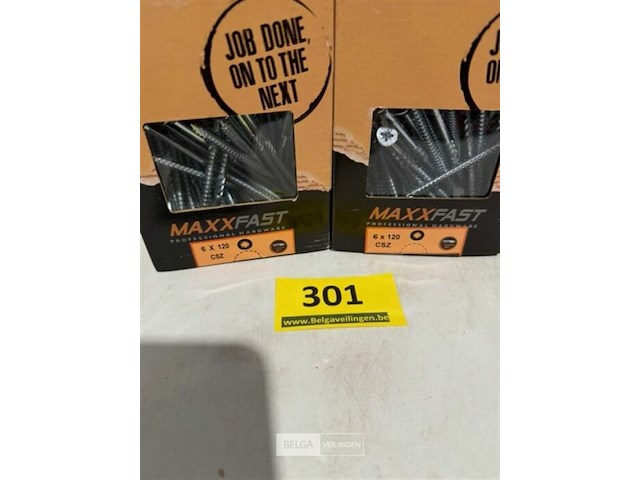 JOB DONE,
ON TO THE
NEXT
MAXXFAST
PROFESSIONAL HARDWARE
6 X 120
CSZ
MAXXFAST
PROFESSIONAL HARDWARE
6 x 120
CSZ
301
www.Belgaveilingen.be
BELGA VEILINGEN